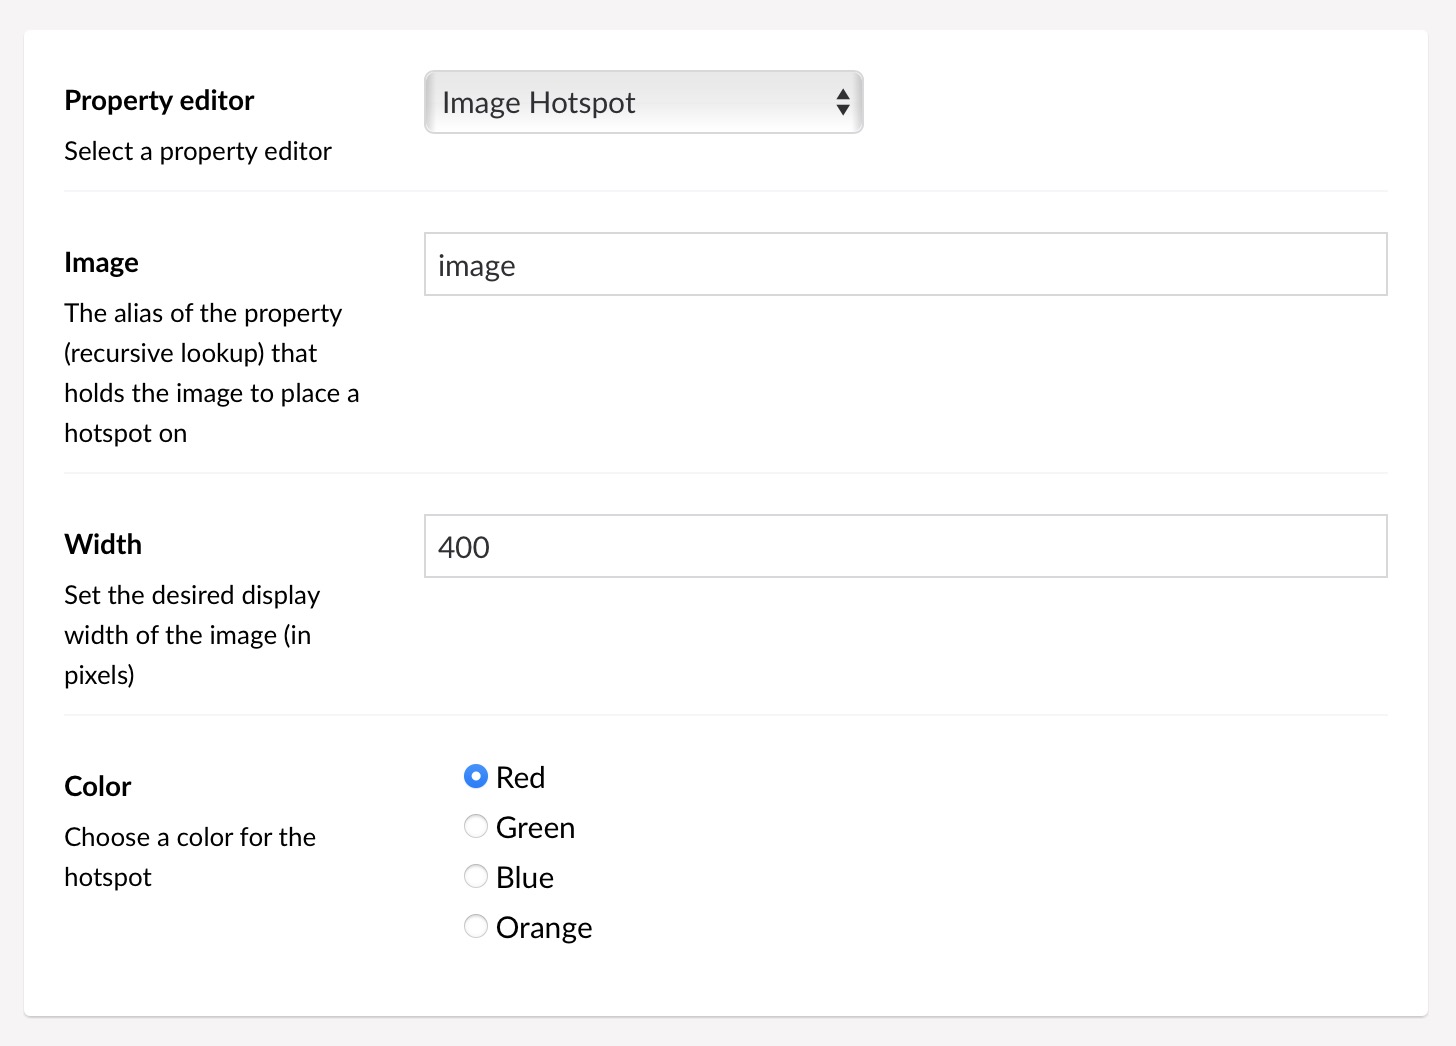 Property editor
Image Hotspot
Select a property editor
Image
image
The alias of the property
(recursive lookup) that
holds the image to place a
hotspot on
Width
400
Set the desired display
width of the image (in
pixels)
Color
Red
Choose a color for the
hotspot
Green
Blue
Orange